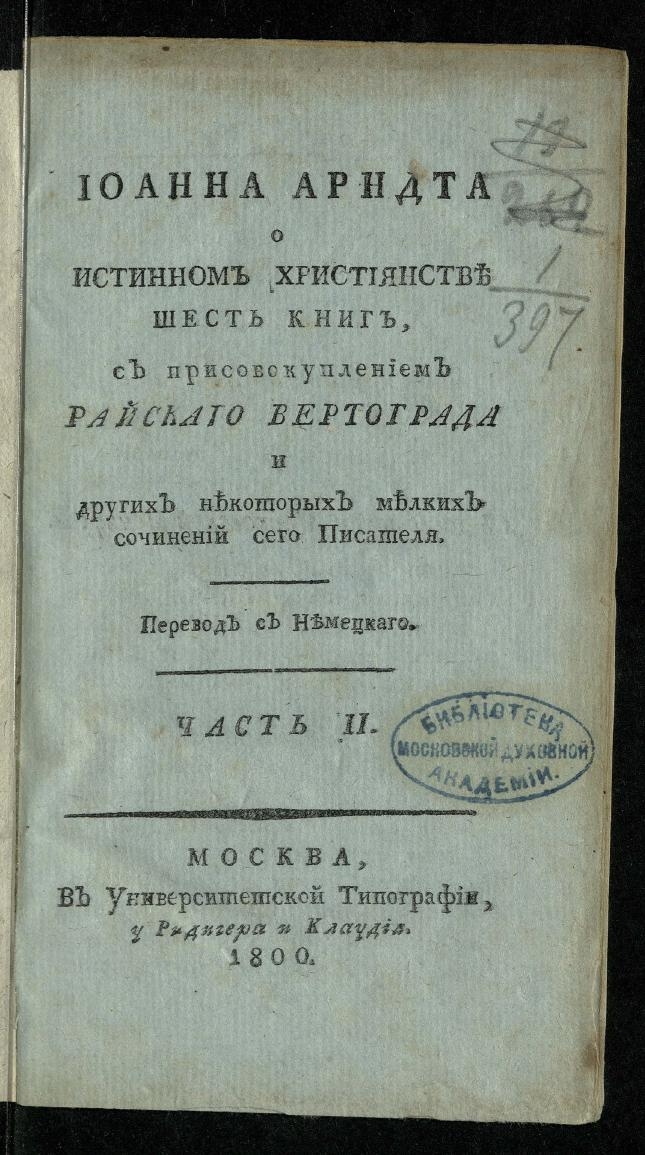 ІОАННА АРНДТА
о
ИСТИННОМЪ ХРИСТІЯНСТВѢ
ШЕСТЬ КНИГЪ,
съ присовокупленіемъ
РАЙСКАГО ВЕРТОГРАДА
и
другихъ нѣкоторыхъ мѣлкихъ
сочиненій сего Писателя.
Переводъ съ Нѣмецкаго.
ЧАСТЬ II.
БИБЛІОТЕКА
МОСКОВСКОЙ ДУХОВНОЙ
АКАДЕМІИ.
МОСКВА,
Въ Университетской Типографіи,
у Ридигера и Клаудія.
1800.
1
397